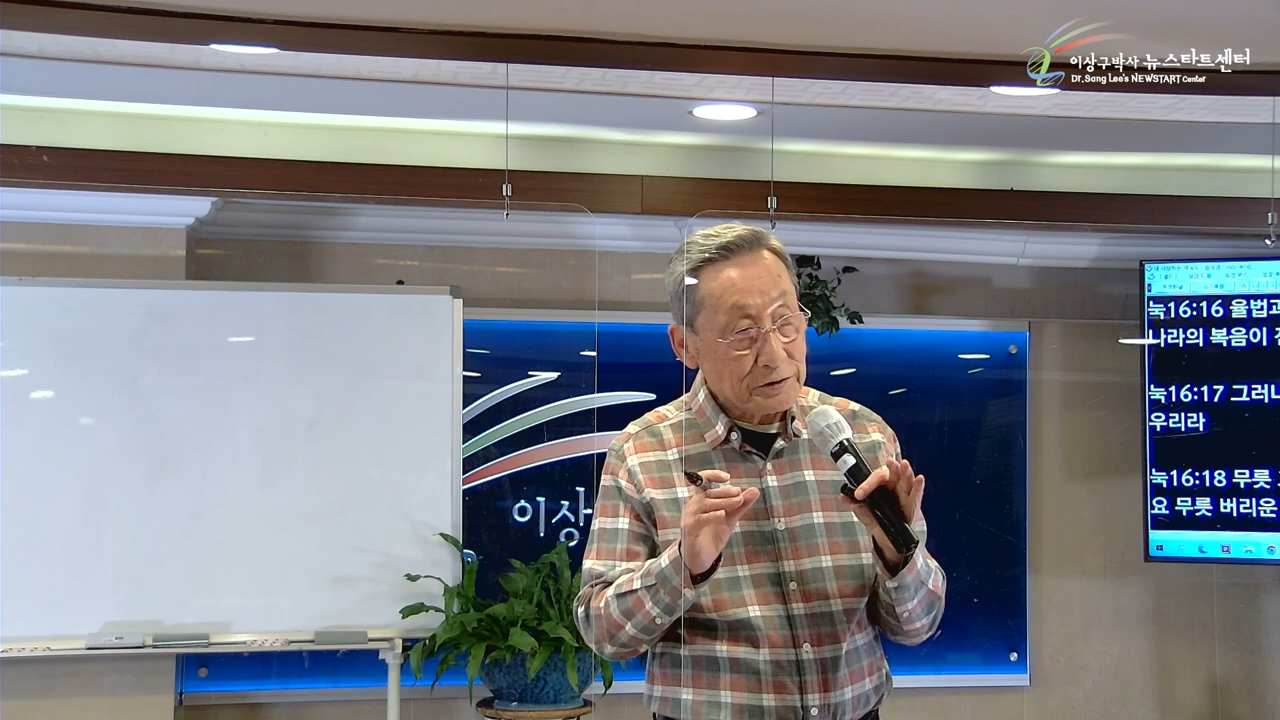 이상구박사 뉴스타트센터
Dr. Sang Lee's NEWSTART Center
눅16:16 율법과
나라의 복음이 전
눅16:17 그러나
우리라
눅16:18 무릇
요 무릇 버리운
이상